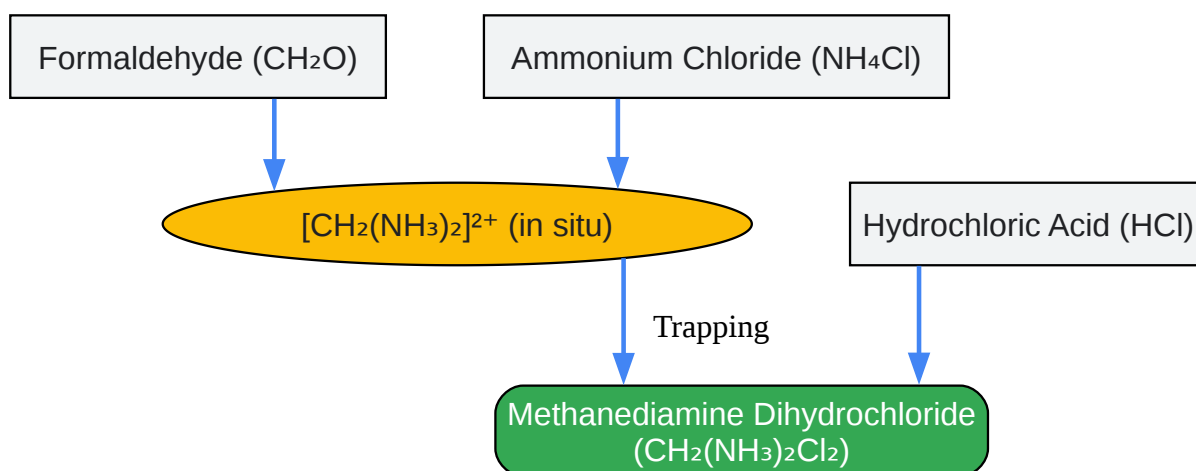 Formaldehyde (CH₂O)
Ammonium Chloride (NH₄Cl)
[CH₂(NH₃)₂]²⁺ (in situ)
Hydrochloric Acid (HCl)
Trapping
Methanediamine Dihydrochloride
(CH₂(NH₃)₂Cl₂)